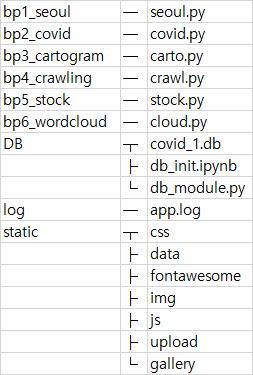 bp1_seoul — seoul.py
bp2_covid — covid.py
bp3_cartogram — carto.py
bp4_crawling — crawl.py
bp5_stock — stock.py
bp6_wordcloud — cloud.py
DB ┬ covid_1.db
├ db_init.ipynb
└ db_module.py
log — app.log
static ┬ css
├ data
├ fontawesome
├ img
├ js
├ upload
└ gallery